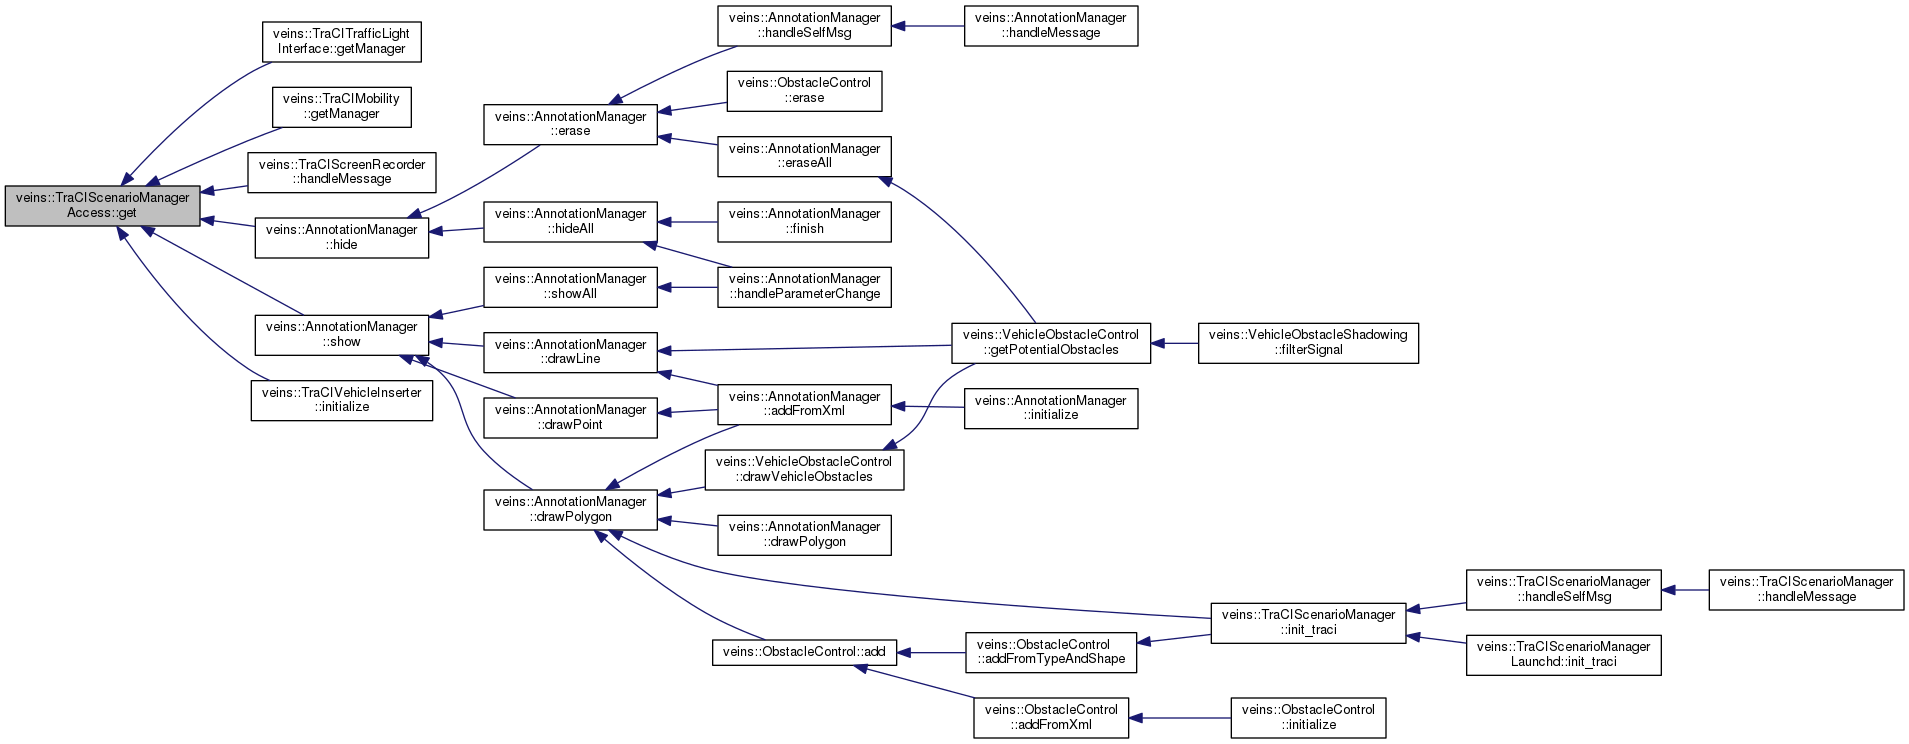 veins::TraCIScenarioManager
Access::get
veins::TraCITrafficLight
Interface::getManager
veins::TraCIMobility
::getManager
veins::TraCIScreenRecorder
::handleMessage
veins::AnnotationManager
::hide
veins::AnnotationManager
::show
veins::TraCIVehicleInserter
::initialize
veins::AnnotationManager
::erase
veins::AnnotationManager
::hideAll
veins::AnnotationManager
::showAll
veins::AnnotationManager
::drawLine
veins::AnnotationManager
::drawPoint
veins::AnnotationManager
::drawPolygon
veins::AnnotationManager
::handleSelfMsg
veins::ObstacleControl
::erase
veins::AnnotationManager
::eraseAll
veins::AnnotationManager
::finish
veins::AnnotationManager
::handleParameterChange
veins::AnnotationManager
::addFromXml
veins::VehicleObstacleControl
::drawVehicleObstacles
veins::AnnotationManager
::drawPolygon
veins::ObstacleControl::add
veins::AnnotationManager
::handleMessage
veins::VehicleObstacleControl
::getPotentialObstacles
veins::AnnotationManager
::initialize
veins::ObstacleControl
::addFromTypeAndShape
veins::ObstacleControl
::addFromXml
veins::VehicleObstacleShadowing
::filterSignal
veins::TraCIScenarioManager
::init_traci
veins::ObstacleControl
::initialize
veins::TraCIScenarioManager
::handleSelfMsg
veins::TraCIScenarioManager
Launchd::init_traci
veins::TraCIScenarioManager
::handleMessage